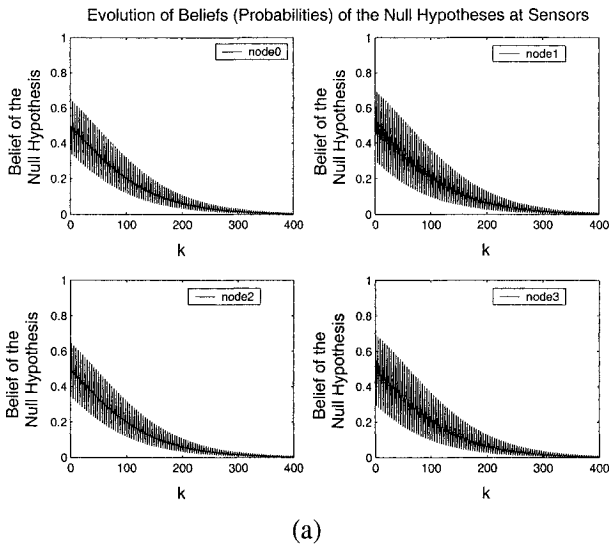 Evolution of Beliefs (Probabilities) of the Null Hypotheses at Sensors
1
0.8
0.6
0.4
0.2
0
Belief of the
Null Hypothesis
node0
0 100 200 300 400
k
1
0.8
0.6
0.4
0.2
0
Belief of the
Null Hypothesis
node1
0 100 200 300 400
k
1
0.8
0.6
0.4
0.2
0
Belief of the
Null Hypothesis
node2
0 100 200 300 400
k
1
0.8
0.6
0.4
0.2
0
Belief of the
Null Hypothesis
node3
0 100 200 300 400
k
(a)